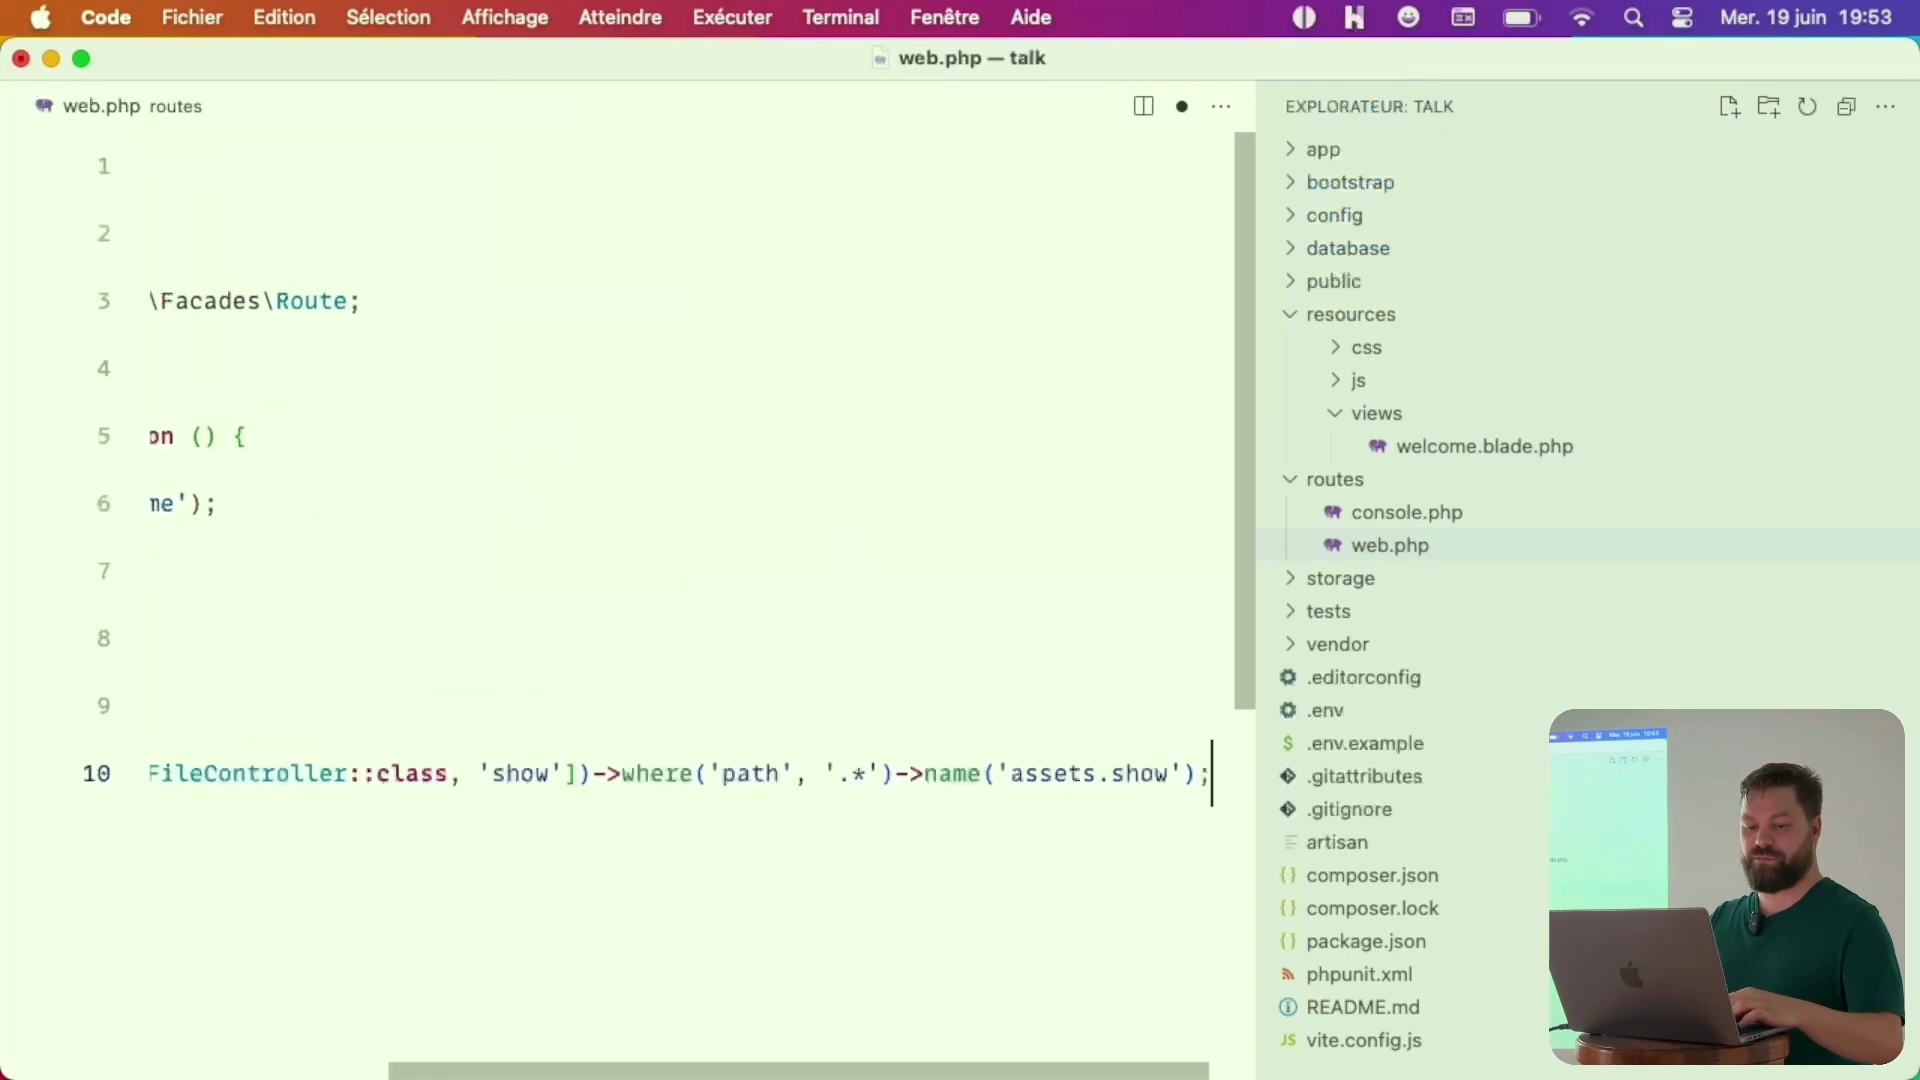 Code Fichier Edition Sélection Affichage Atteindre Exécuter Terminal Fenêtre Aide Mer. 19 juin 19:53
web.php — talk
web.php routes
EXPLORATEUR: TALK
1
2
3 \Facades\Route;
4
5 on () {
6 me');
7
8
9
10 FileController::class, 'show'])->where('path', '.*')->name('assets.show');
app
bootstrap
config
database
public
resources
css
js
views
welcome.blade.php
routes
console.php
web.php
storage
tests
vendor
.editorconfig
.env
.env.example
.gitattributes
.gitignore
artisan
composer.json
composer.lock
package.json
phpunit.xml
README.md
vite.config.js